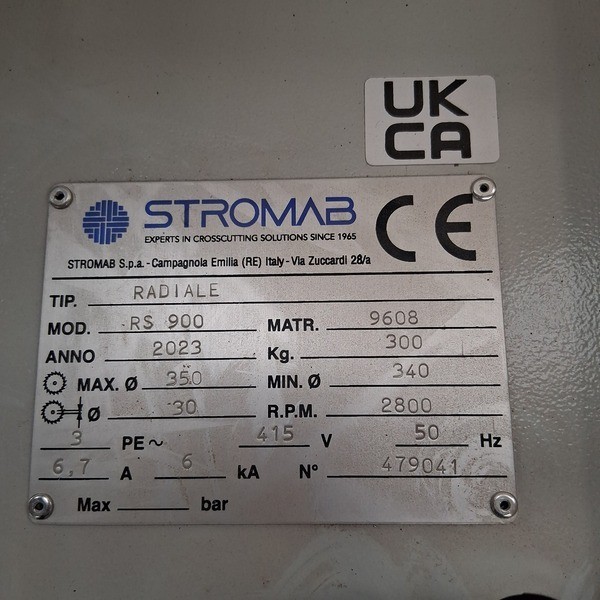 UK
CA
STROMAB CE
EXPERTS IN CROSSCUTTING SOLUTIONS SINCE 1965
STROMAB S.p.a. - Campagnola Emilia (RE) Italy - Via Zuccardi 28/a
TIP. RADIALE
MOD. RS 900 MATR. 9608
ANNO 2023 Kg. 300
MAX. Ø 350 MIN. Ø 340
Ø 30 R.P.M. 2800
3 PE~ 415 V 50 Hz
6,7 A 6 kA N° 479041
Max bar